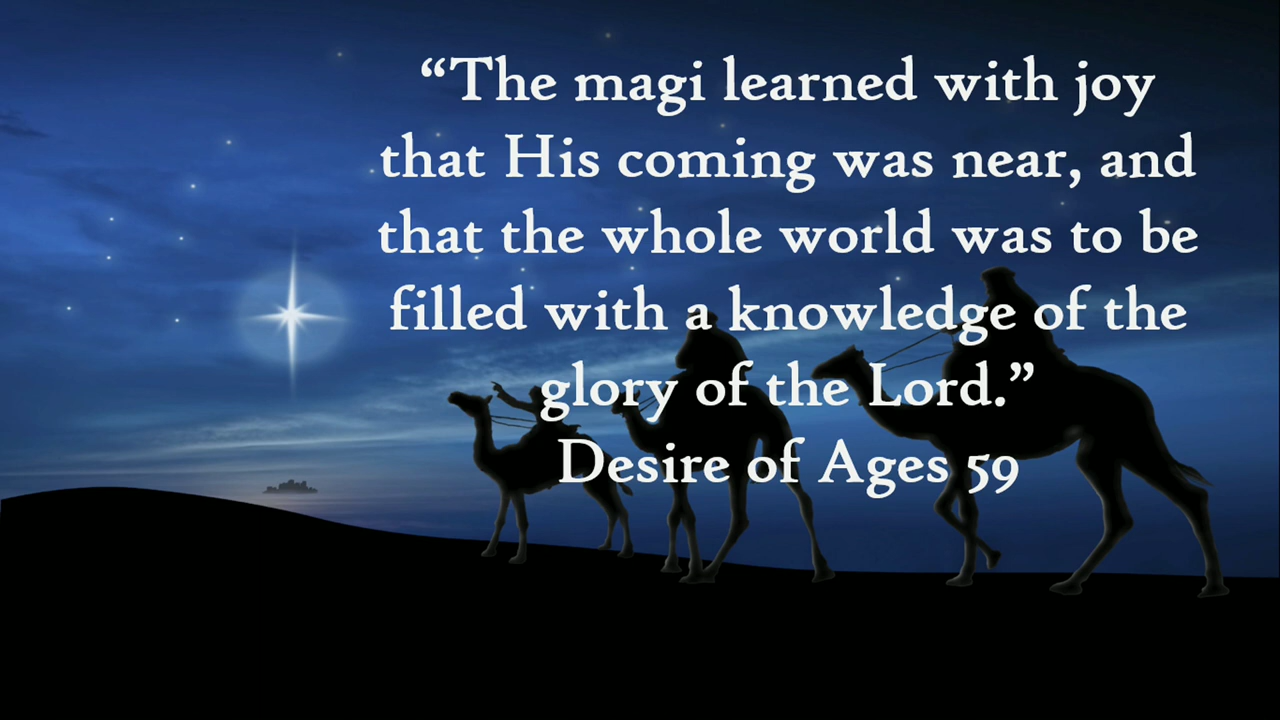 “The magi learned with joy
that His coming was near, and
that the whole world was to be
filled with a knowledge of the
glory of the Lord.”
Desire of Ages 59